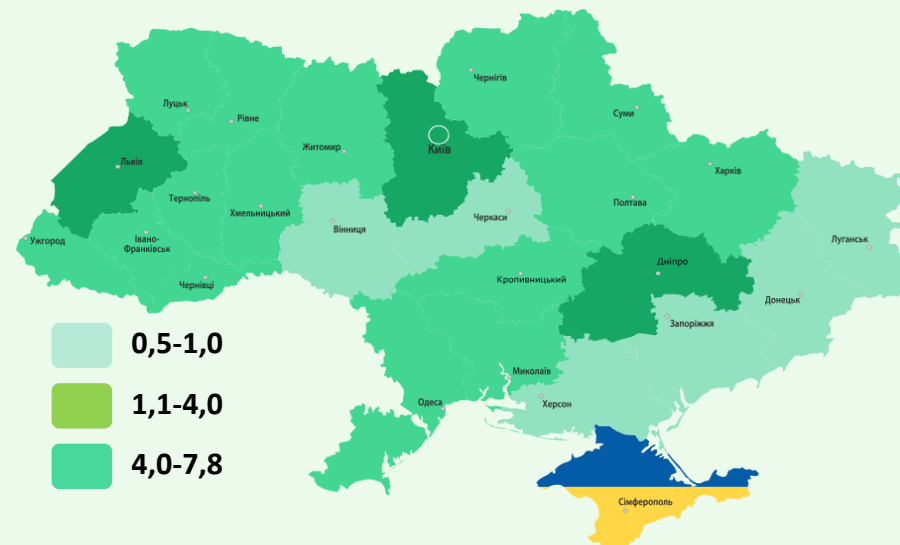 Чернігів
Луцьк
Рівне
Суми
Київ
Житомир
Львів
Харків
Тернопіль
Полтава
Хмельницький
Черкаси
Вінниця
Ужгород
Івано-
Франківськ
Луганськ
Дніпро
Чернівці
Кропивницький
Донецьк
Запоріжжя
0,5-1,0
Миколаїв
1,1-4,0
Одеса
Херсон
4,0-7,8
Сімферополь